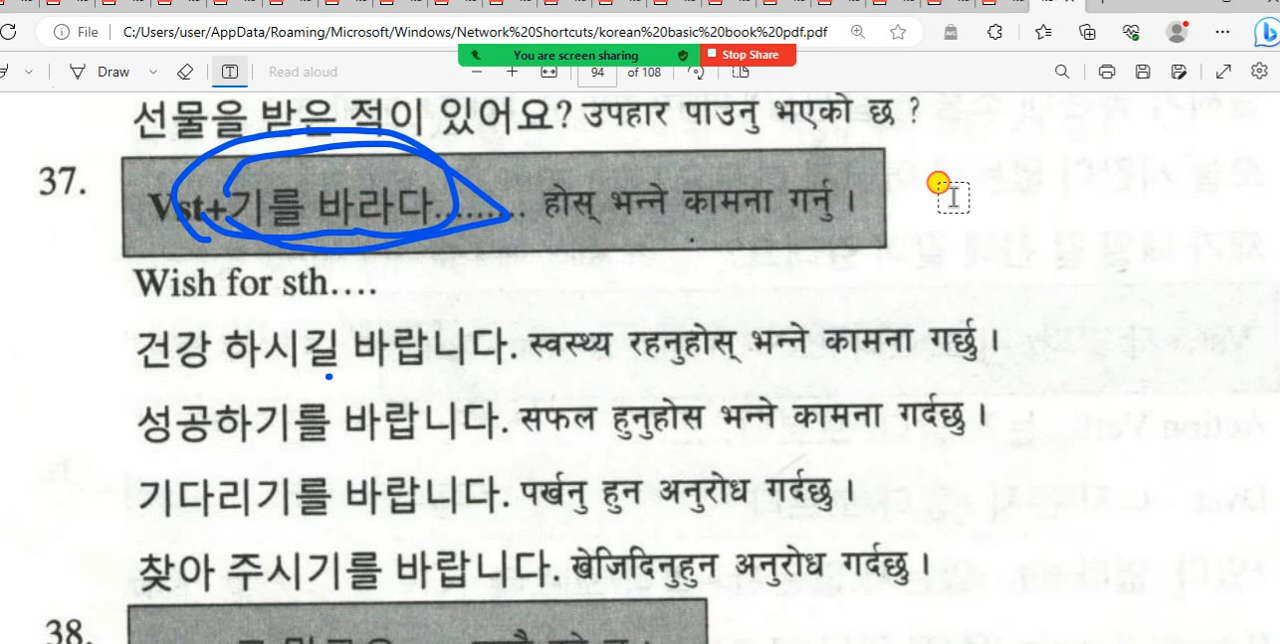 File C:/Users/user/AppData/Roaming/Microsoft/Windows/Network%20Shortcuts/korean%20basic%20book%20pdf.pdf
You are screen sharing Stop Share
Draw Read aloud 94 of 108
선물을 받은 적이 있어요? उपहार पाउनु भएको छ ?
37.
Vst+기를 바라다......... होस् भन्ने कामना गर्नु ।
Wish for sth....
건강 하시길 바랍니다. स्वस्थ्य रहनुहोस् भन्ने कामना गर्छु
성공하기를 바랍니다. सफल हुनुहोस भन्ने कामना गर्दछु ।
기다리기를 바랍니다. पर्खनु हुन अनुरोध गर्दछु ।
찾아 주시기를 바랍니다. खेजिदिनुहुन अनुरोध गर्दछु ।
38.